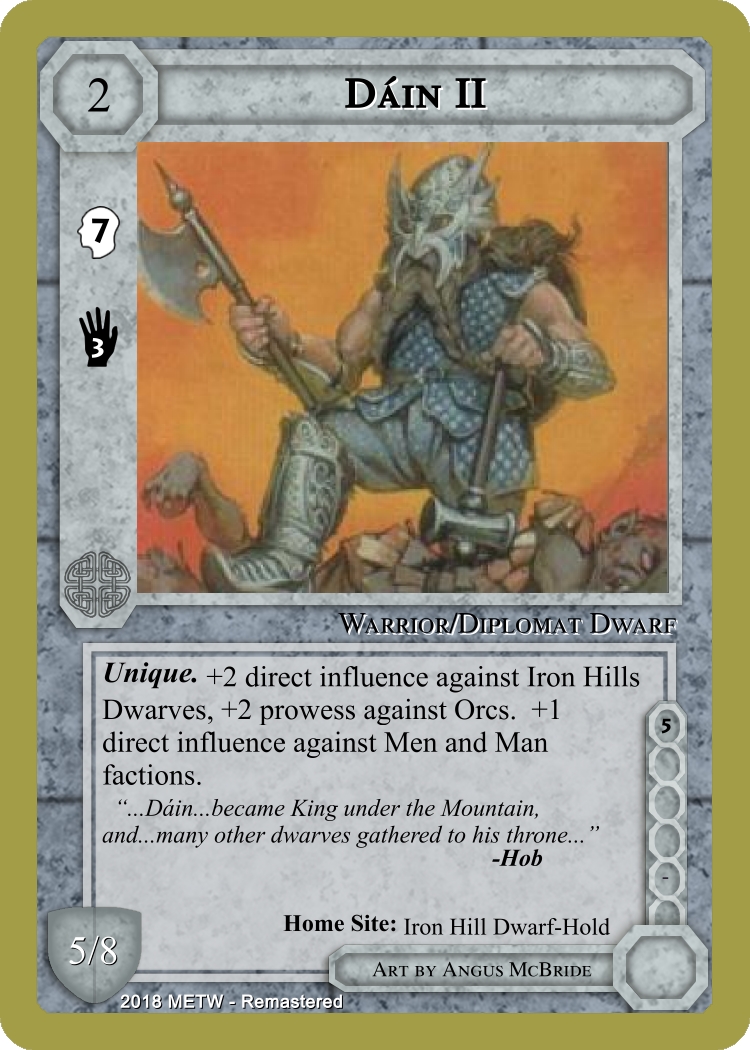 2
DÁIN II
7
3
WARRIOR/DIPLOMAT DWARF
Unique. +2 direct influence against Iron Hills
Dwarves, +2 prowess against Orcs. +1
direct influence against Men and Man
factions.
“...Dáin...became King under the Mountain,
and...many other dwarves gathered to his throne...”
-Hob
5
-
Home Site: Iron Hill Dwarf-Hold
5/8
ART BY ANGUS MCBRIDE
2018 METW - Remastered